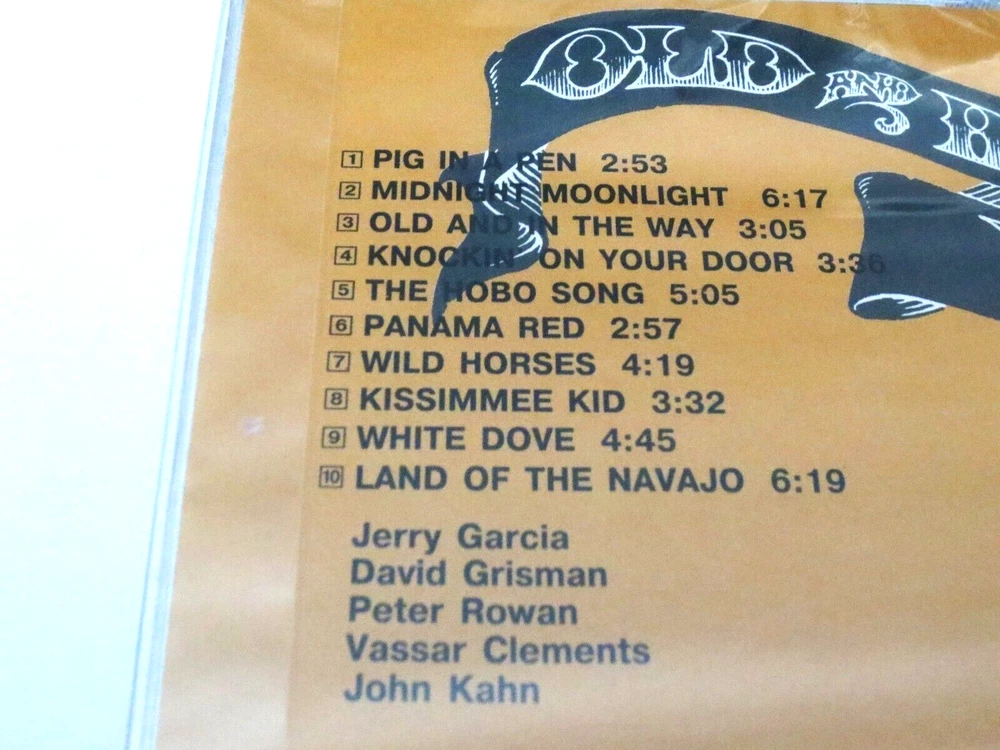 OLD AND
1 PIG IN A PEN 2:53
2 MIDNIGHT MOONLIGHT 6:17
3 OLD AND IN THE WAY 3:05
4 KNOCKIN' ON YOUR DOOR 3:36
5 THE HOBO SONG 5:05
6 PANAMA RED 2:57
7 WILD HORSES 4:19
8 KISSIMMEE KID 3:32
9 WHITE DOVE 4:45
10 LAND OF THE NAVAJO 6:19
Jerry Garcia
David Grisman
Peter Rowan
Vassar Clements
John Kahn